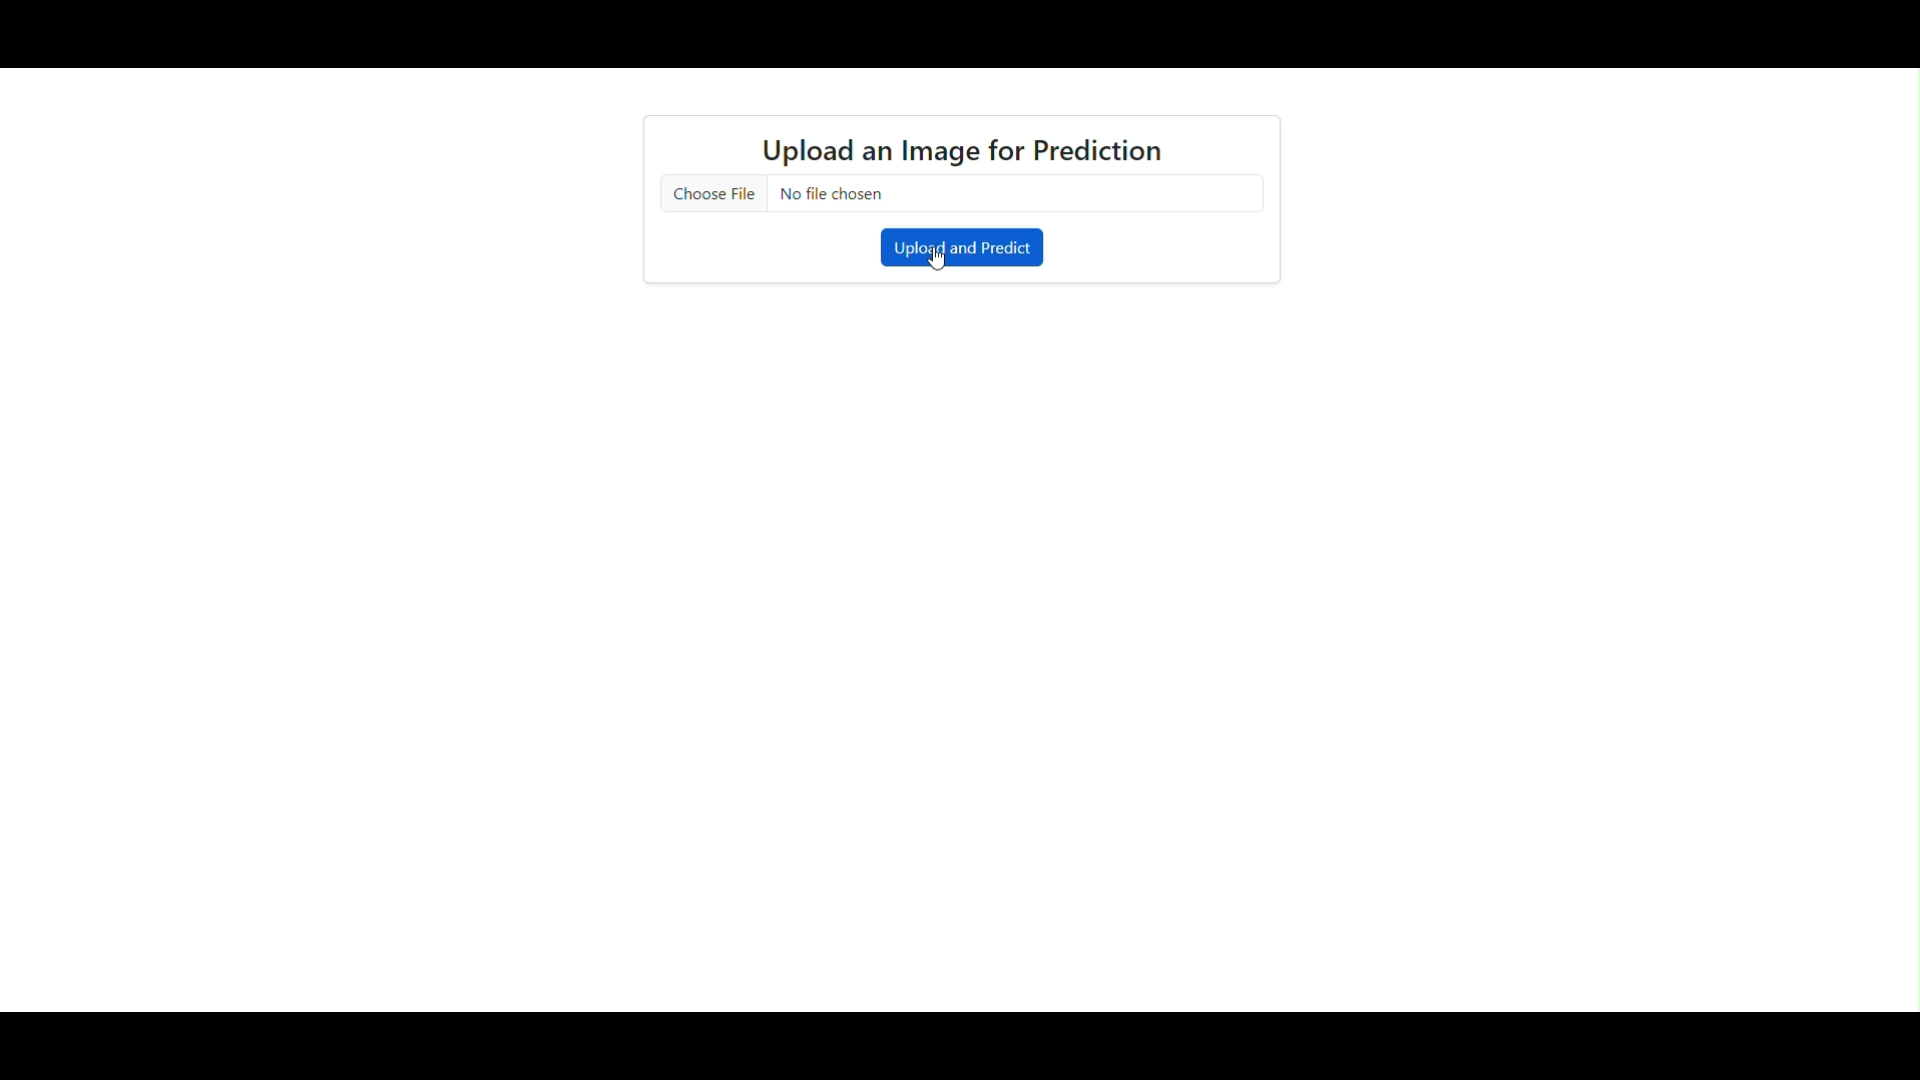 Upload an Image for Prediction
Choose File No file chosen
Upload and Predict